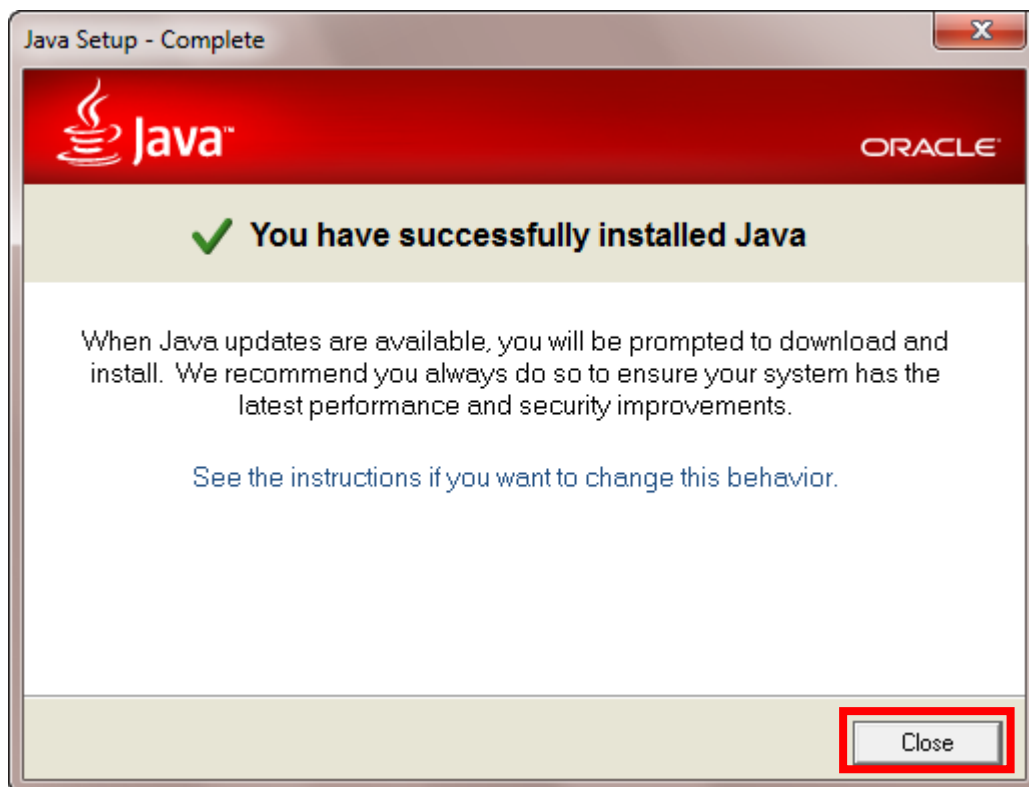 Java Setup - Complete
Java™
ORACLE®
You have successfully installed Java
When Java updates are available, you will be prompted to download and
install. We recommend you always do so to ensure your system has the
latest performance and security improvements.
See the instructions if you want to change this behavior.
Close